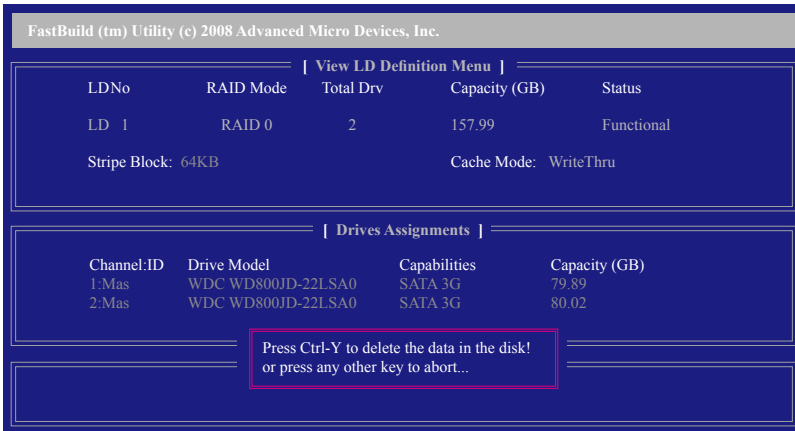 FastBuild (tm) Utility (c) 2008 Advanced Micro Devices, Inc.
[ View LD Definition Menu ]
LDNo RAID Mode Total Drv Capacity (GB) Status
LD 1 RAID 0 2 157.99 Functional
Stripe Block: 64KB Cache Mode: WriteThru
[ Drives Assignments ]
Channel:ID Drive Model Capabilities Capacity (GB)
1:Mas WDC WD800JD-22LSA0 SATA 3G 79.89
2:Mas WDC WD800JD-22LSA0 SATA 3G 80.02
Press Ctrl-Y to delete the data in the disk!
or press any other key to abort...